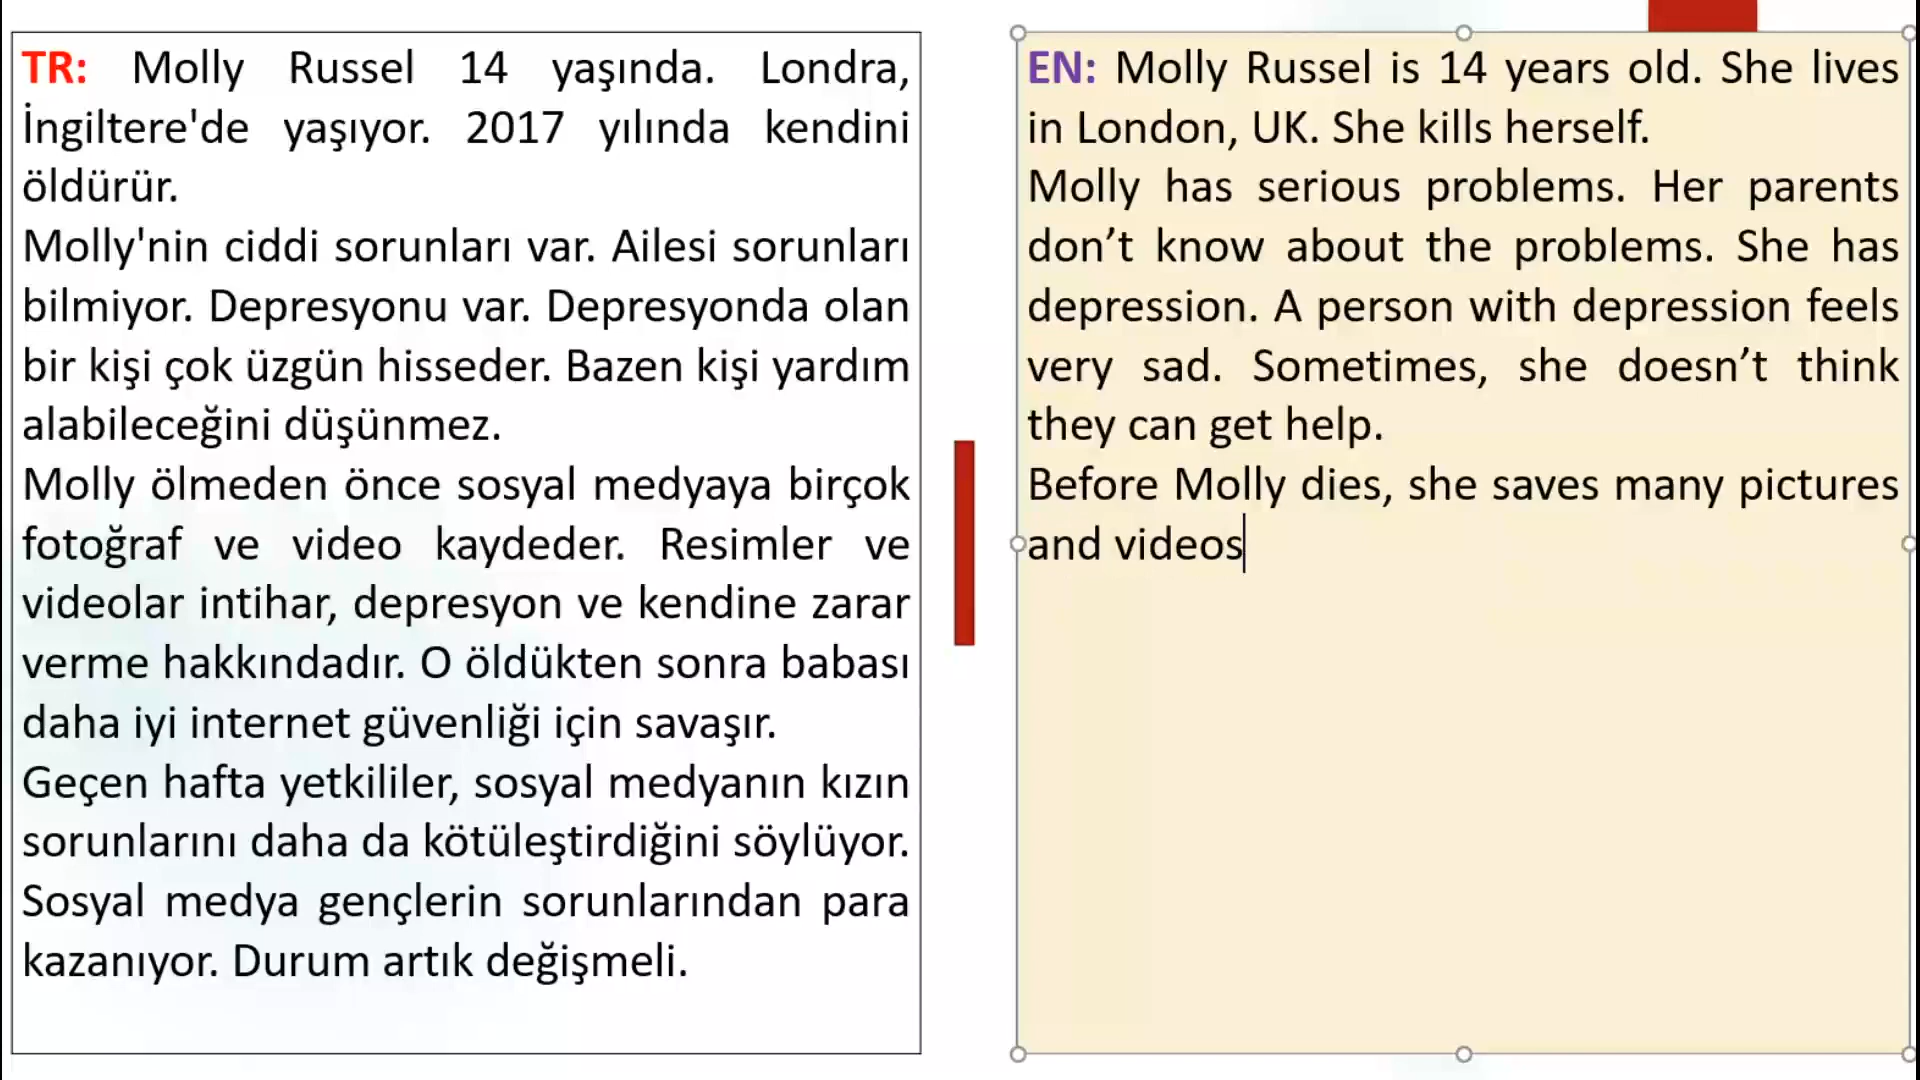 TR: Molly Russel 14 yaşında. Londra,
İngiltere'de yaşıyor. 2017 yılında kendini
öldürür.
Molly'nin ciddi sorunları var. Ailesi sorunları
bilmiyor. Depresyonu var. Depresyonda olan
bir kişi çok üzgün hisseder. Bazen kişi yardım
alabileceğini düşünmez.
Molly ölmeden önce sosyal medyaya birçok
fotoğraf ve video kaydeder. Resimler ve
videolar intihar, depresyon ve kendine zarar
verme hakkındadır. O öldükten sonra babası
daha iyi internet güvenliği için savaşır.
Geçen hafta yetkililer, sosyal medyanın kızın
sorunlarını daha da kötüleştirdiğini söylüyor.
Sosyal medya gençlerin sorunlarından para
kazanıyor. Durum artık değişmeli.
EN: Molly Russel is 14 years old. She lives
in London, UK. She kills herself.
Molly has serious problems. Her parents
don’t know about the problems. She has
depression. A person with depression feels
very sad. Sometimes, she doesn’t think
they can get help.
Before Molly dies, she saves many pictures
and videos